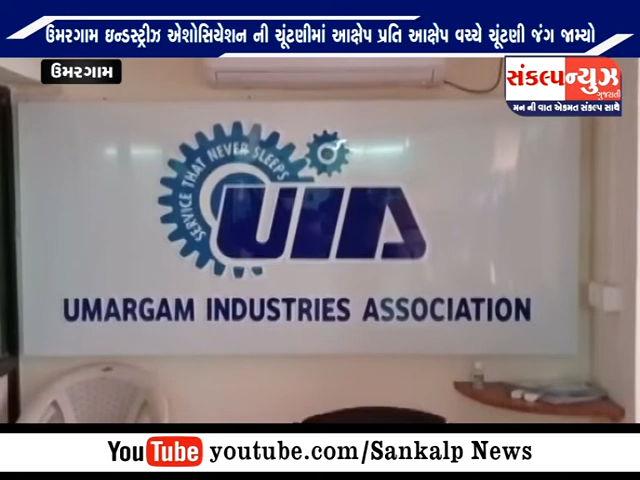 ઉમરગામ ઇન્ડસ્ટ્રીઝ એશોસિયેશન ની ચૂંટણીમાં આક્ષેપ પ્રતિ આક્ષેપ વચ્ચે ચૂંટણી જંગ જામ્યો
ઉમરગામ
સંકલ્પન્યુઝ
ગુજરાતી
મન ની વાત એકમત સંકલ્પ સાથે
SERVICE THAT NEVER SLEEPS
UIA
UMARGAM INDUSTRIES ASSOCIATION
YouTube youtube.com/Sankalp News